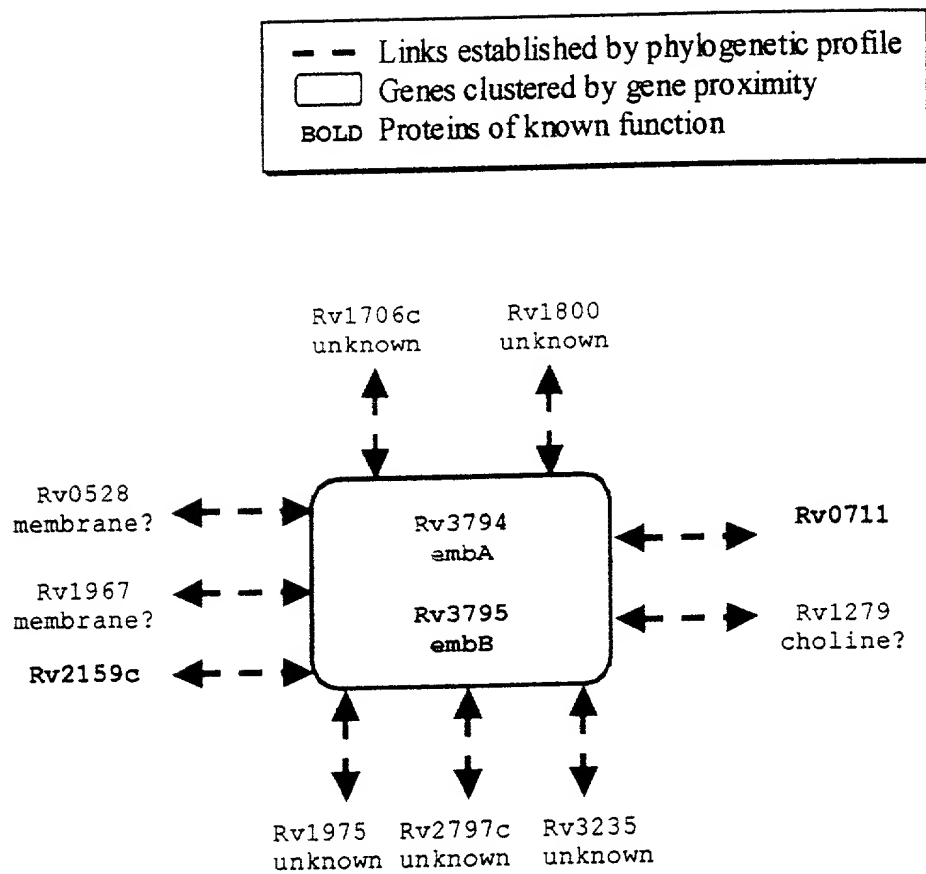 Links established by phylogenetic profile
Genes clustered by gene proximity
BOLD Proteins of known function
Rv1706c
unknown
Rv1800
unknown
Rv0528
membrane?
Rv1967
membrane?
Rv2159c
Rv3794
embA
Rv3795
embB
Rv0711
Rv1279
choline?
Rv1975
unknown
Rv2797c
unknown
Rv3235
unknown